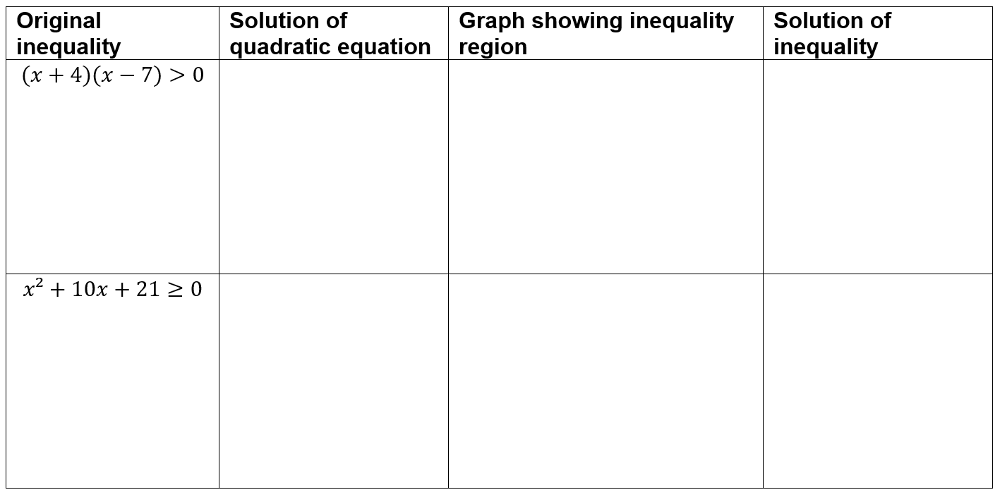 Original
inequality
Solution of
quadratic equation
Graph showing inequality
region
Solution of
inequality
(x + 4)(x − 7) > 0
x² + 10x + 21 ≥ 0